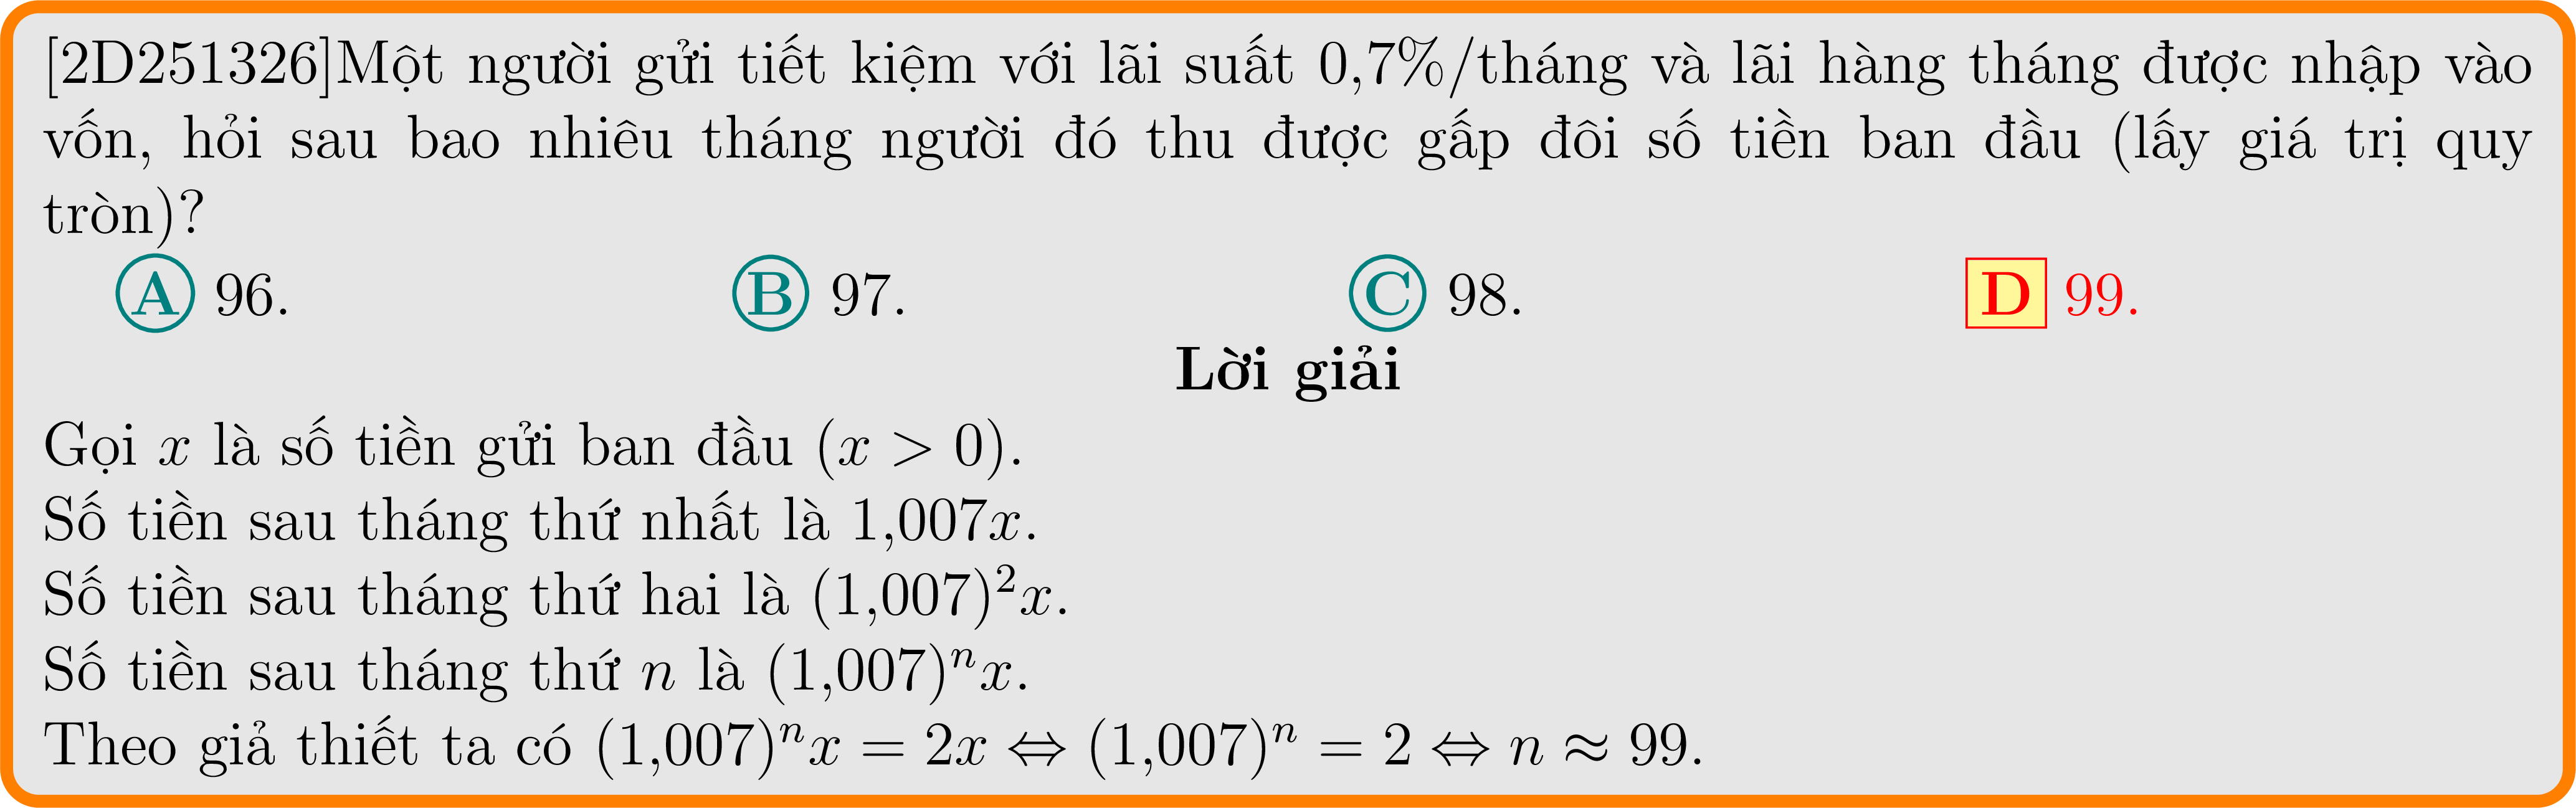 [2D251326]Một người gửi tiết kiệm với lãi suất 0,7%/tháng và lãi hàng tháng được nhập vào
vốn, hỏi sau bao nhiêu tháng người đó thu được gấp đôi số tiền ban đầu (lấy giá trị quy
tròn)?
A 96. B 97. C 98. D 99.
Lời giải
Gọi x là số tiền gửi ban đầu (x > 0).
Số tiền sau tháng thứ nhất là 1,007x.
Số tiền sau tháng thứ hai là (1,007)²x.
Số tiền sau tháng thứ n là (1,007)ⁿx.
Theo giả thiết ta có (1,007)ⁿx = 2x ⇔ (1,007)ⁿ = 2 ⇔ n ≈ 99.